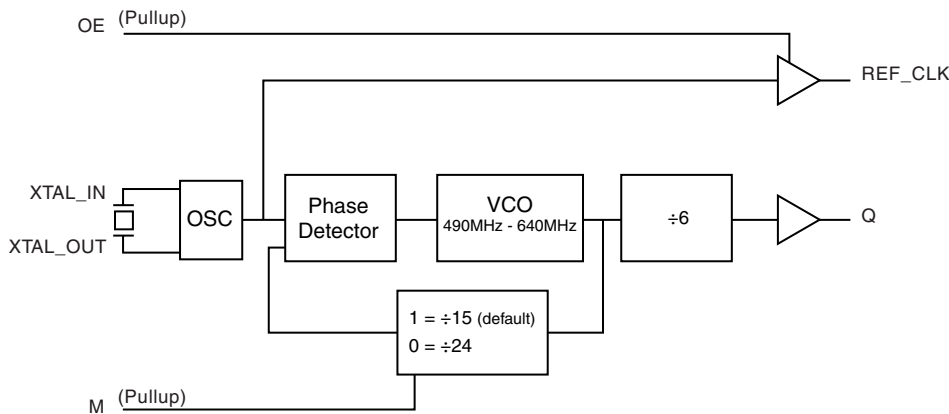 OE (Pullup)
REF_CLK
XTAL_IN
OSC
XTAL_OUT
Phase
Detector
VCO
490MHz - 640MHz
÷6
Q
1 = ÷15 (default)
0 = ÷24
M (Pullup)